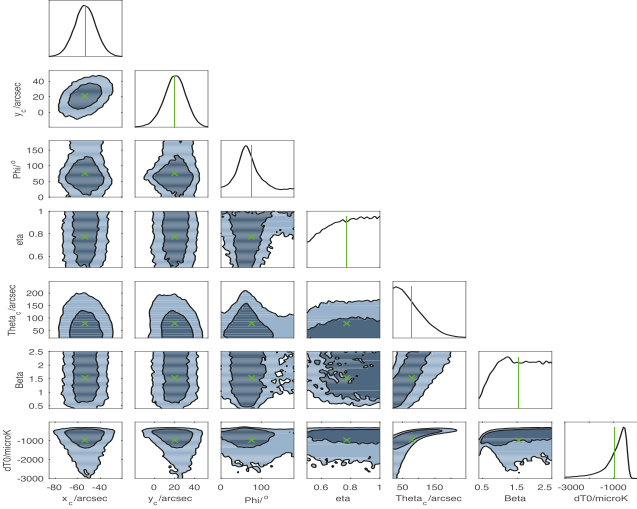 y_c/arcsec
40
20
0
Phi/°
150
100
50
0
eta
1
0.8
0.6
Theta_c/arcsec
200
150
100
50
Beta
2.5
2
1.5
1
0.5
dT0/microK
-1000
-2000
-3000
-80 -60 -40
0 20 40
0 100
0.6 0.8 1
50 150
0.5 2.5
-3000 -1000 0
x_c/arcsec y_c/arcsec Phi/° eta Theta_c/arcsec Beta dT0/microK